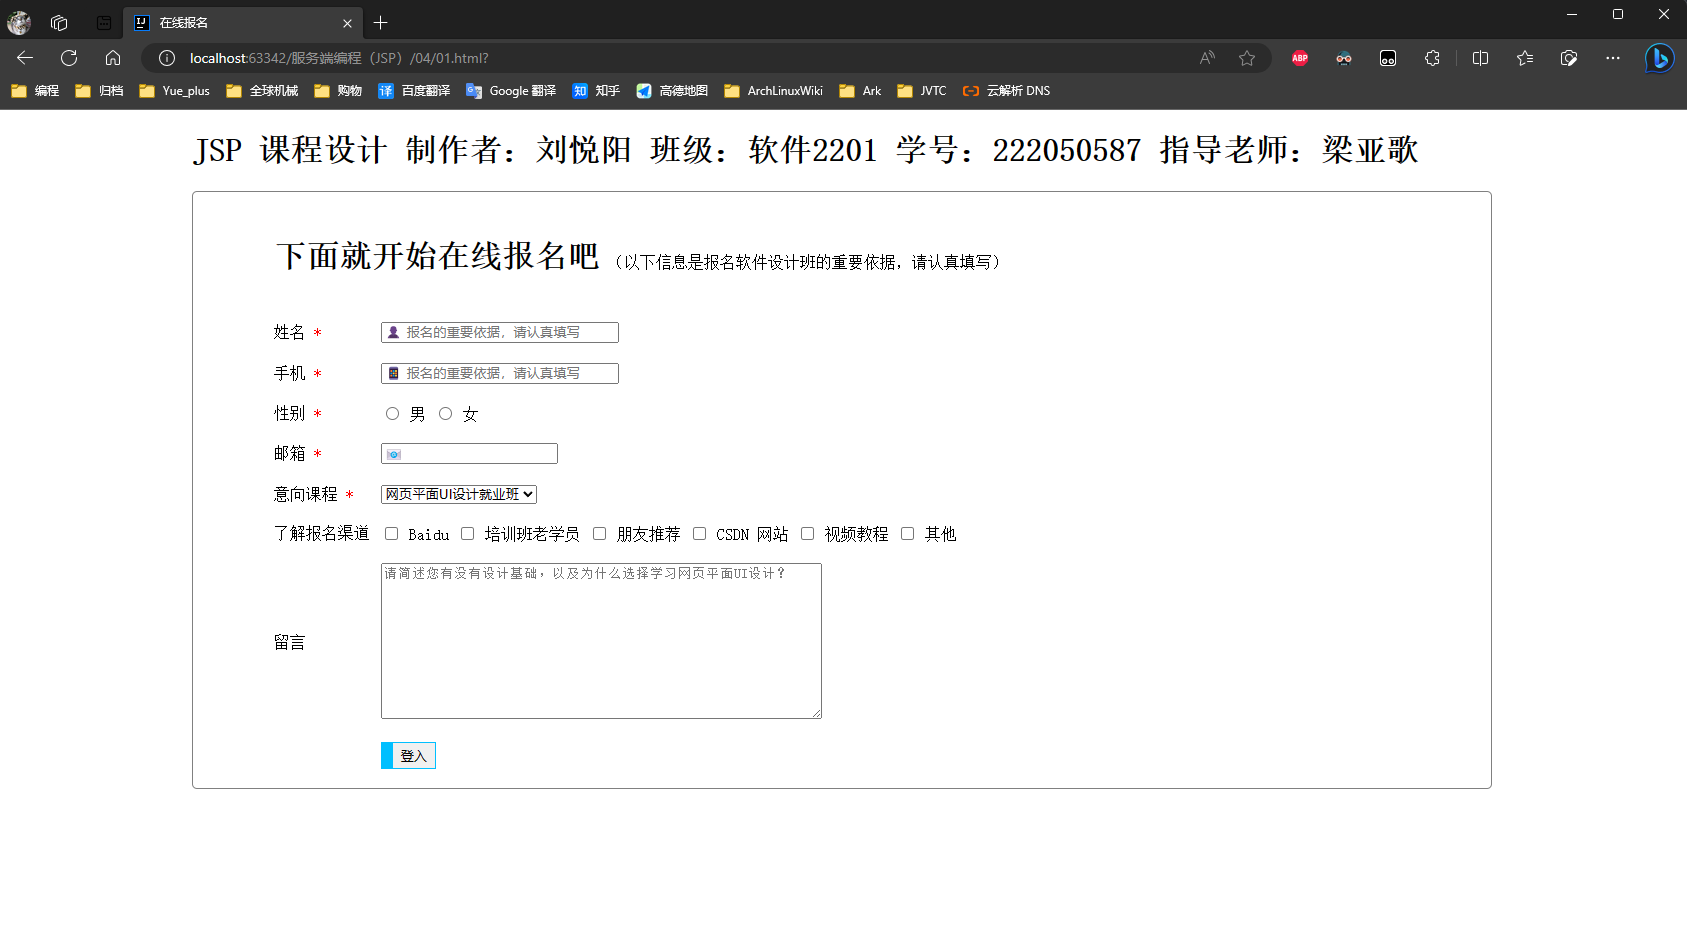 在线报名
localhost:63342/服务端编程（JSP）/04/01.html?
ABP
编程 归档 Yue_plus 全球机械 购物 译 百度翻译 Google 翻译 知 知乎 高德地图 ArchLinuxWiki Ark JVTC 云解析 DNS
JSP 课程设计 制作者：刘悦阳 班级：软件2201 学号：222050587 指导老师：梁亚歌
下面就开始在线报名吧（以下信息是报名软件设计班的重要依据，请认真填写）
姓名 * 报名的重要依据，请认真填写
手机 * 报名的重要依据，请认真填写
性别 * 男 女
邮箱 *
意向课程 * 网页平面UI设计就业班
了解报名渠道 Baidu 培训班老学员 朋友推荐 CSDN 网站 视频教程 其他
请简述您有没有设计基础，以及为什么选择学习网页平面UI设计？
留言
登入